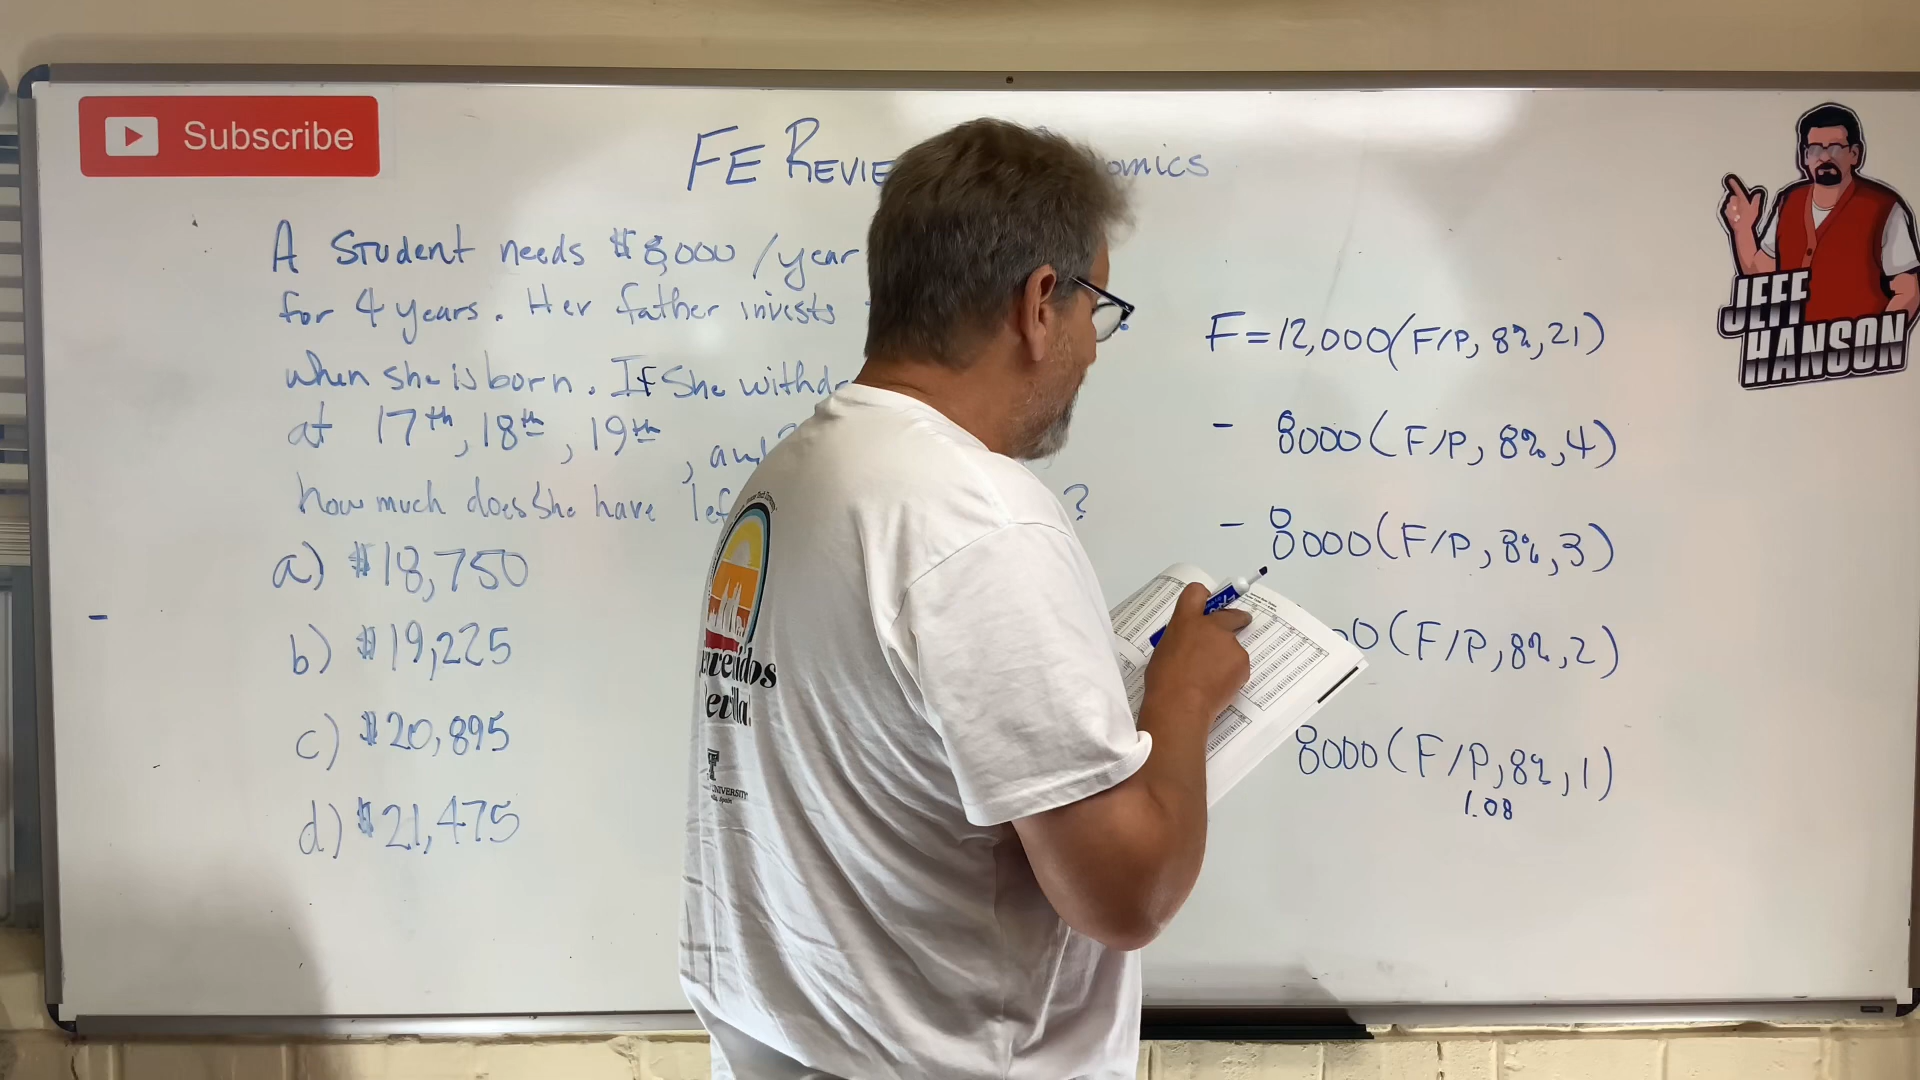 Subscribe
FE REVIE omics
A Student needs $8,000 /year
for 4 years. Her father invests
when she is born. If She withdr
at 17th, 18th, 19th, and
how much does she have lef ?
a) $18,750
b) $19,225
c) $20,895
d) $21,475
F=12,000(F/P, 8%, 21)
- 8000(F/P, 8%, 4)
- 8000(F/P, 8%, 3)
00(F/P, 8%, 2)
8000(F/P, 8%, 1)
1.08
JEFF
HANSON